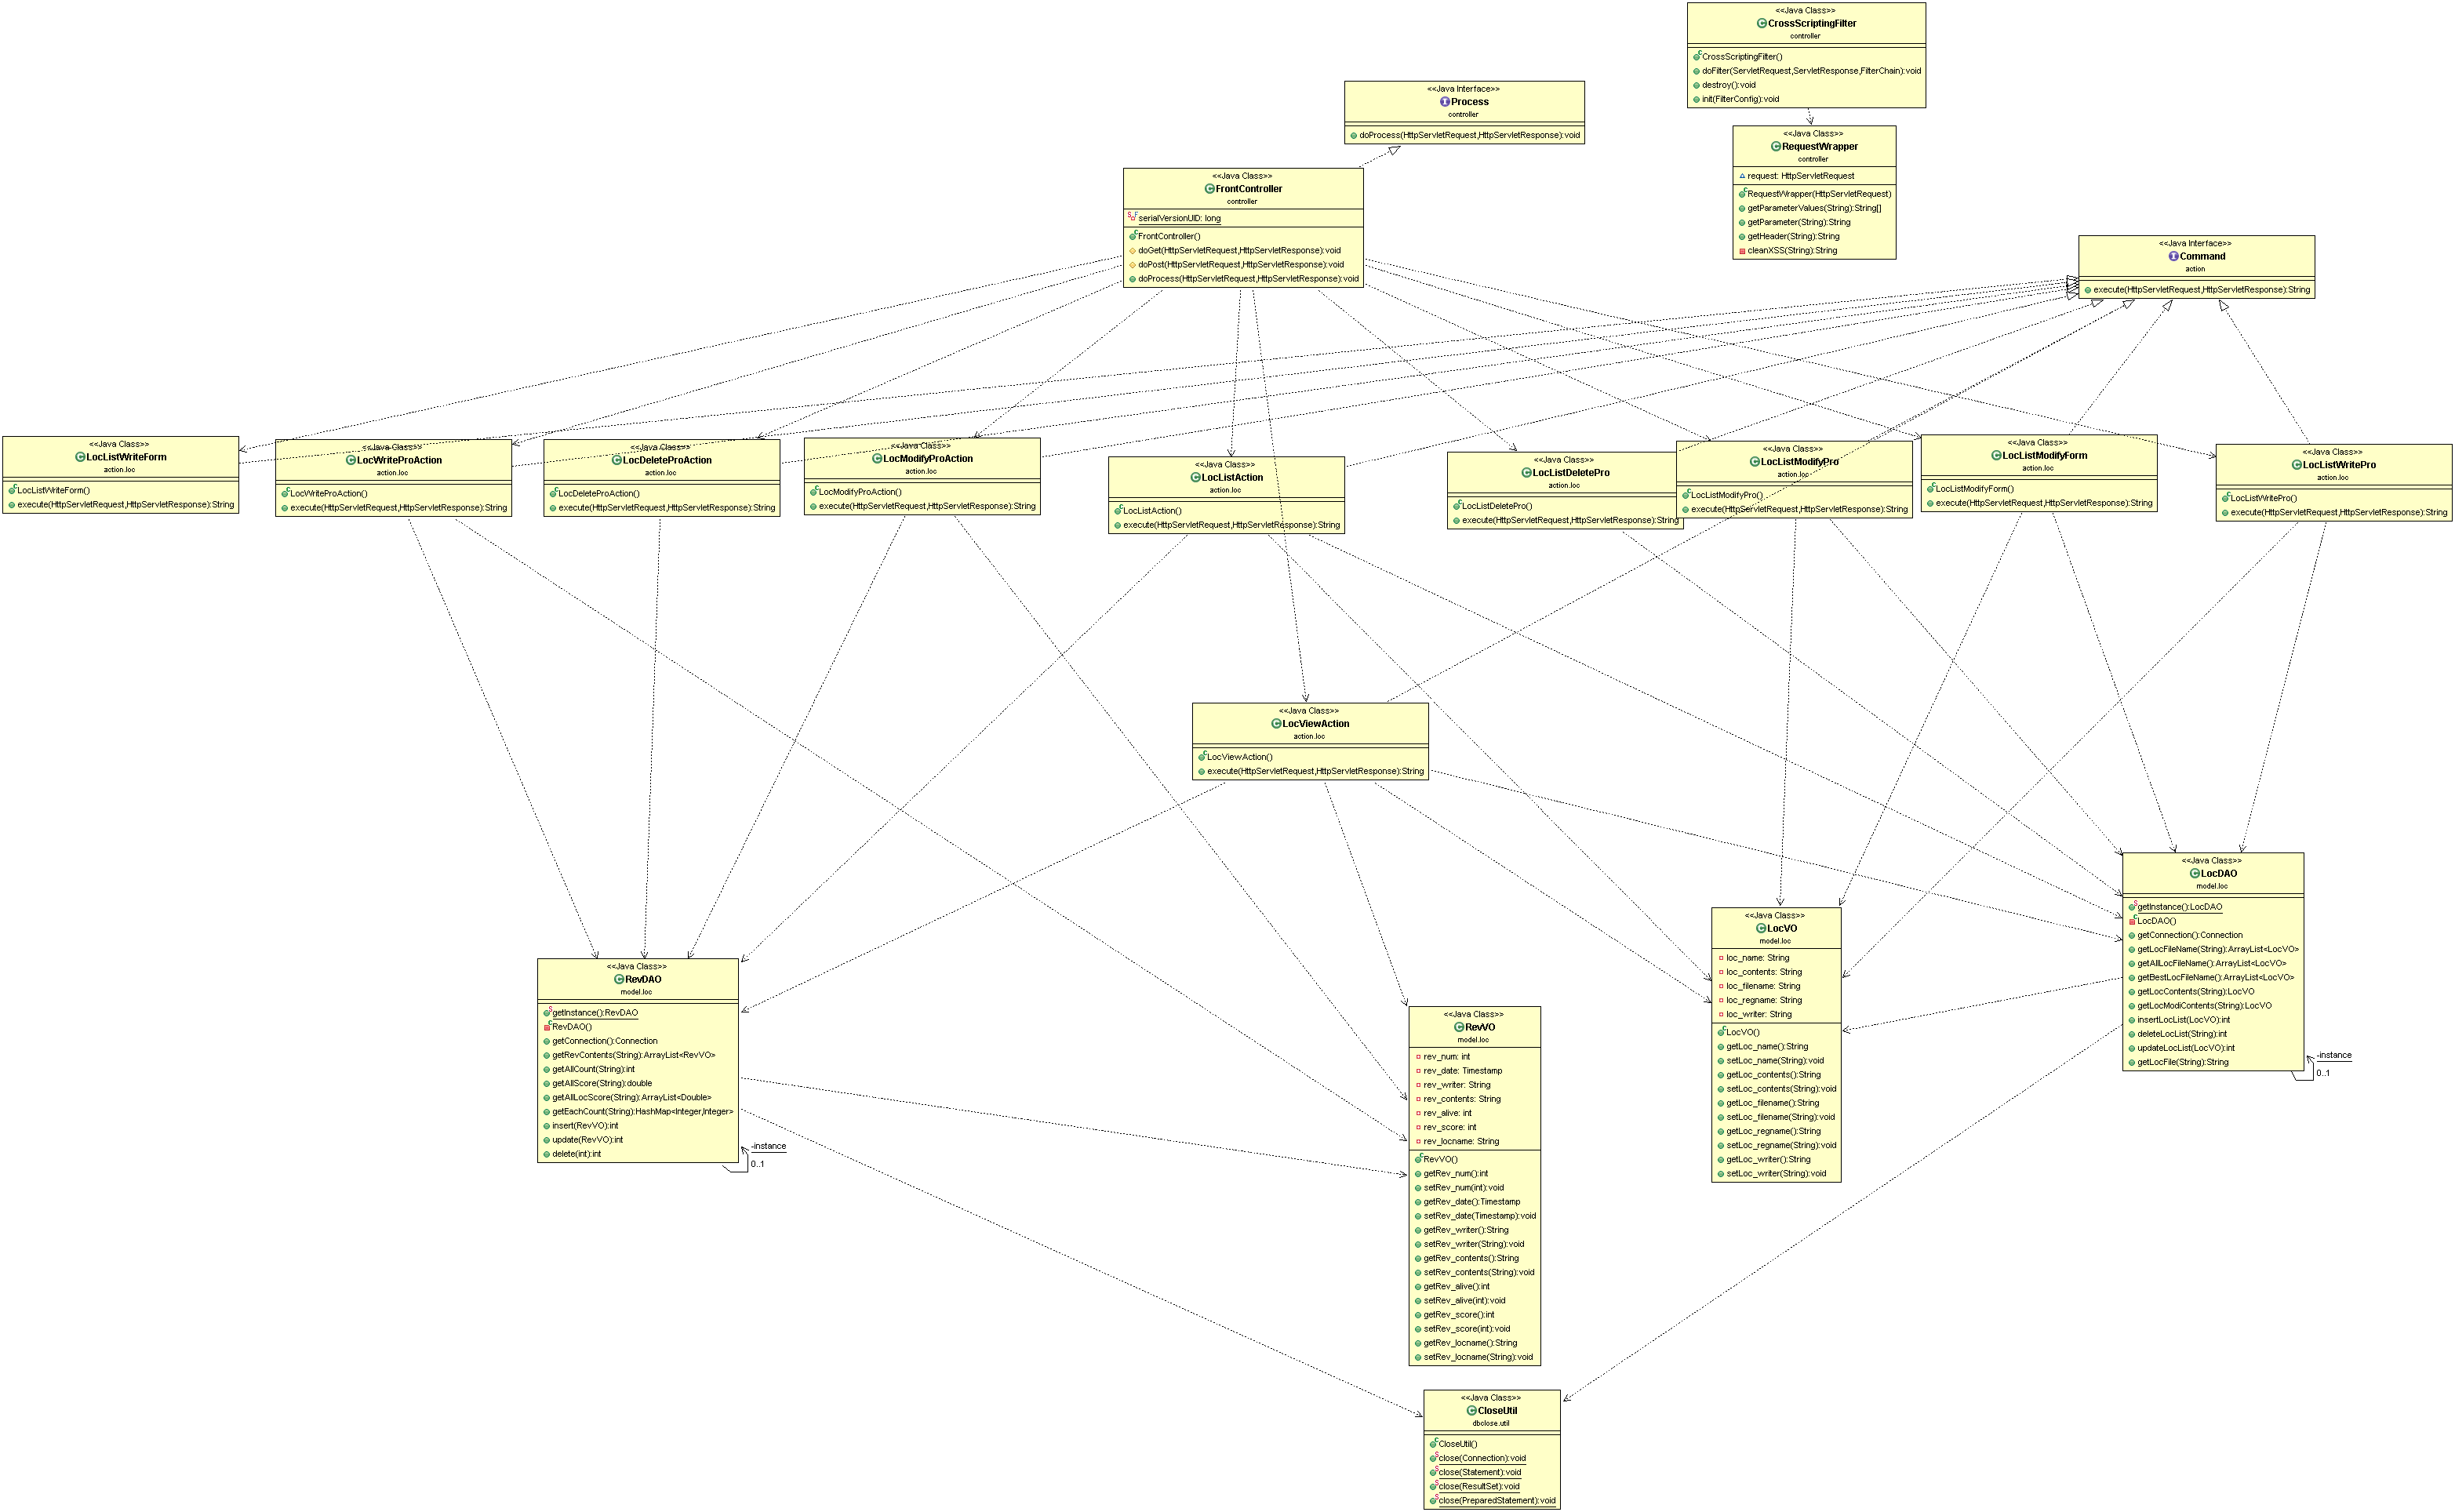 <<Java Class>>
CrossScriptingFilter
controller
CrossScriptingFilter()
doFilter(ServletRequest,ServletResponse,FilterChain):void
destroy():void
init(FilterConfig):void
<<Java Interface>>
Process
controller
doProcess(HttpServletRequest,HttpServletResponse):void
<<Java Class>>
RequestWrapper
controller
request: HttpServletRequest
RequestWrapper(HttpServletRequest)
getParameterValues(String):String[]
getParameter(String):String
getHeader(String):String
cleanXSS(String):String
<<Java Class>>
FrontController
controller
serialVersionUID: long
FrontController()
doGet(HttpServletRequest,HttpServletResponse):void
doPost(HttpServletRequest,HttpServletResponse):void
doProcess(HttpServletRequest,HttpServletResponse):void
<<Java Interface>>
Command
action
execute(HttpServletRequest,HttpServletResponse):String
<<Java Class>>
LocListWriteForm
action.loc
LocListWriteForm()
execute(HttpServletRequest,HttpServletResponse):String
<<Java Class>>
LocWriteProAction
action.loc
LocWriteProAction()
execute(HttpServletRequest,HttpServletResponse):String
<<Java Class>>
LocDeleteProAction
action.loc
LocDeleteProAction()
execute(HttpServletRequest,HttpServletResponse):String
<<Java Class>>
LocModifyProAction
action.loc
LocModifyProAction()
execute(HttpServletRequest,HttpServletResponse):String
<<Java Class>>
LocListAction
action.loc
LocListAction()
execute(HttpServletRequest,HttpServletResponse):String
<<Java Class>>
LocListDeletePro
action.loc
LocListDeletePro()
execute(HttpServletRequest,HttpServletResponse):String
<<Java Class>>
LocListModifyPro
action.loc
LocListModifyPro()
execute(HttpServletRequest,HttpServletResponse):String
<<Java Class>>
LocListModifyForm
action.loc
LocListModifyForm()
execute(HttpServletRequest,HttpServletResponse):String
<<Java Class>>
LocListWritePro
action.loc
LocListWritePro()
execute(HttpServletRequest,HttpServletResponse):String
<<Java Class>>
LocViewAction
action.loc
LocViewAction()
execute(HttpServletRequest,HttpServletResponse):String
<<Java Class>>
LocDAO
model.loc
getInstance():LocDAO
LocDAO()
getConnection():Connection
getLocFileName(String):ArrayList<LocVO>
getAllLocFileName():ArrayList<LocVO>
getBestLocFileName():ArrayList<LocVO>
getLocContents(String):LocVO
getLocModiContents(String):LocVO
insertLocList(LocVO):int
deleteLocList(String):int
updateLocList(LocVO):int
getLocFile(String):String
-instance
0..1
<<Java Class>>
LocVO
model.loc
loc_name: String
loc_contents: String
loc_filename: String
loc_regname: String
loc_writer: String
LocVO()
getLoc_name():String
setLoc_name(String):void
getLoc_contents():String
setLoc_contents(String):void
getLoc_filename():String
setLoc_filename(String):void
getLoc_regname():String
setLoc_regname(String):void
getLoc_writer():String
setLoc_writer(String):void
<<Java Class>>
RevDAO
model.loc
getInstance():RevDAO
RevDAO()
getConnection():Connection
getRevContents(String):ArrayList<RevVO>
getAllCount(String):int
getAllScore(String):double
getAllLocScore(String):ArrayList<Double>
getEachCount(String):HashMap<Integer,Integer>
insert(RevVO):int
update(RevVO):int
delete(int):int
-instance
0..1
<<Java Class>>
RevVO
model.loc
rev_num: int
rev_date: Timestamp
rev_writer: String
rev_contents: String
rev_alive: int
rev_score: int
rev_locname: String
RevVO()
getRev_num():int
setRev_num(int):void
getRev_date():Timestamp
setRev_date(Timestamp):void
getRev_writer():String
setRev_writer(String):void
getRev_contents():String
setRev_contents(String):void
getRev_alive():int
setRev_alive(int):void
getRev_score():int
setRev_score(int):void
getRev_locname():String
setRev_locname(String):void
<<Java Class>>
CloseUtil
dbclose.util
CloseUtil()
close(Connection):void
close(Statement):void
close(ResultSet):void
close(PreparedStatement):void